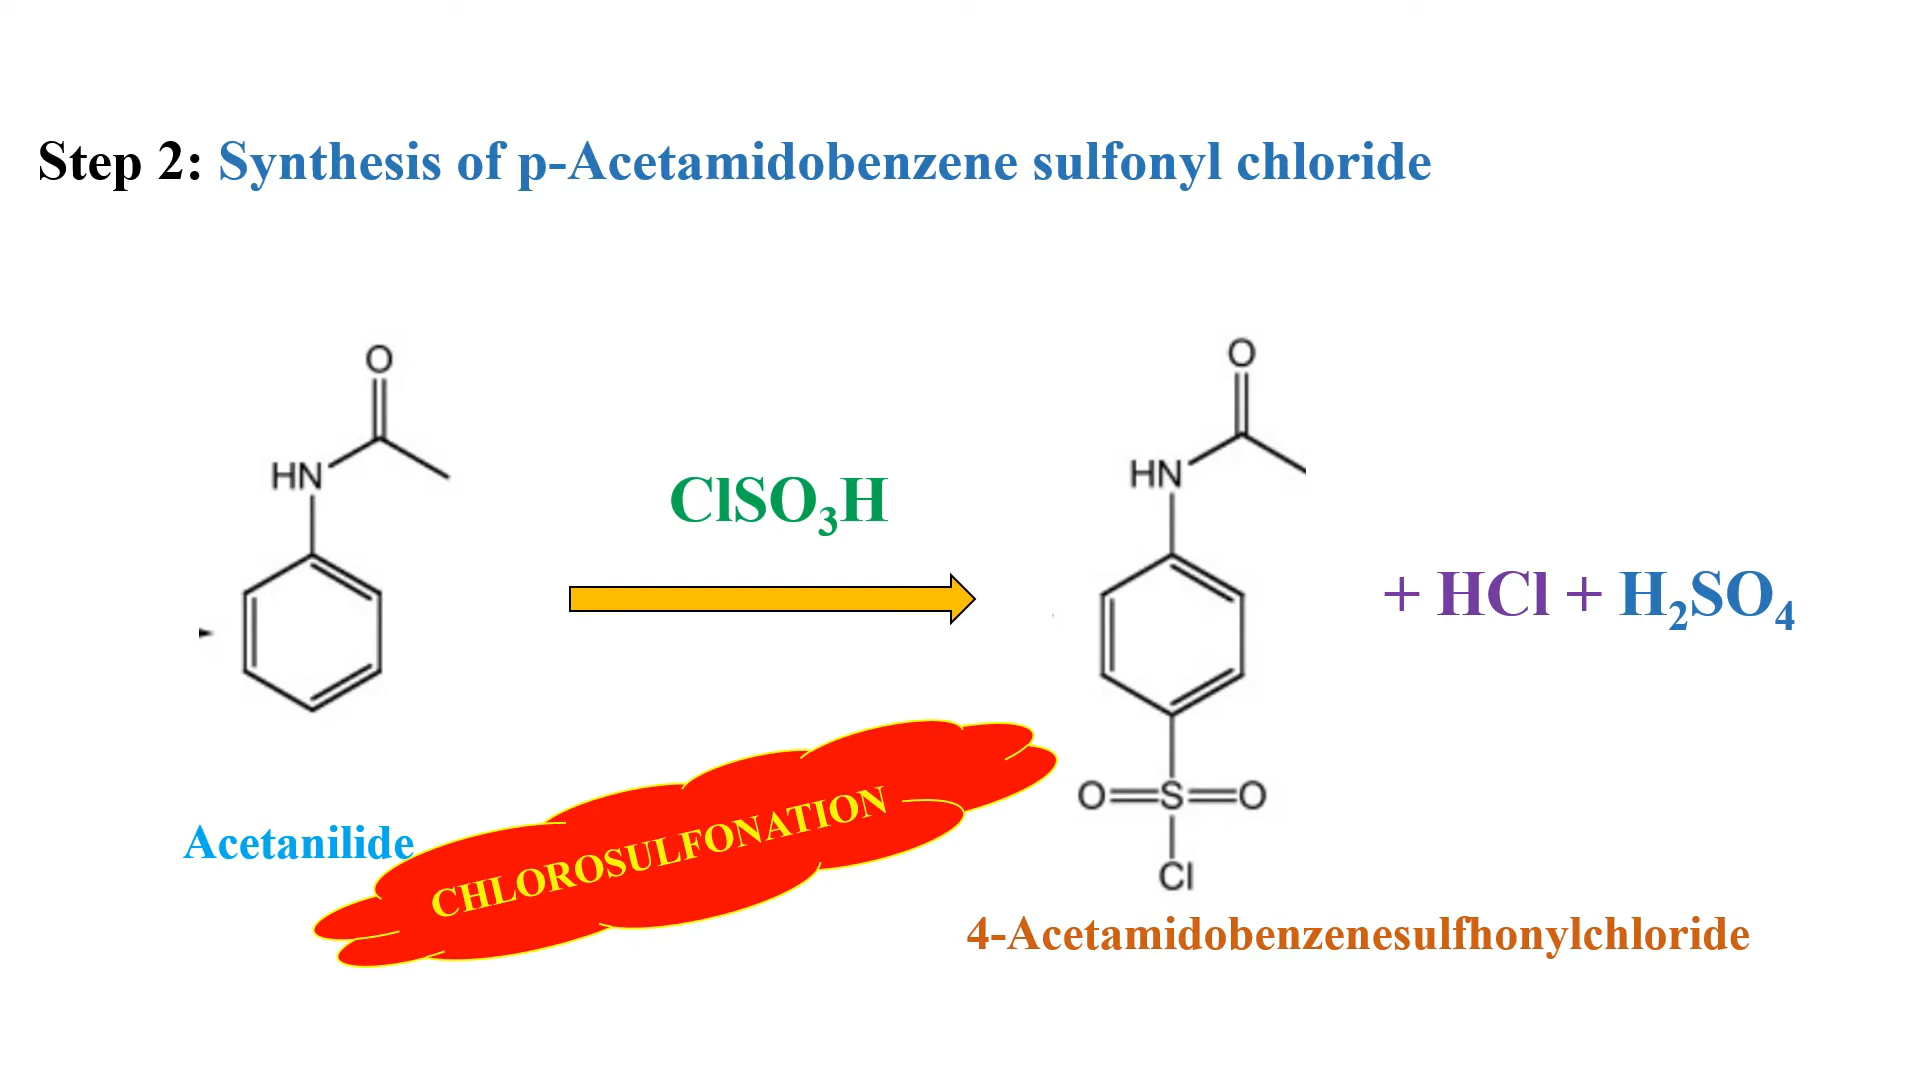 Step 2: Synthesis of p-Acetamidobenzene sulfonyl chloride
O
HN
ClSO₃H
O
HN
+ HCl + H₂SO₄
O=S=O
Cl
Acetanilide
CHLOROSULFONATION
4-Acetamidobenzenesulfhonylchloride